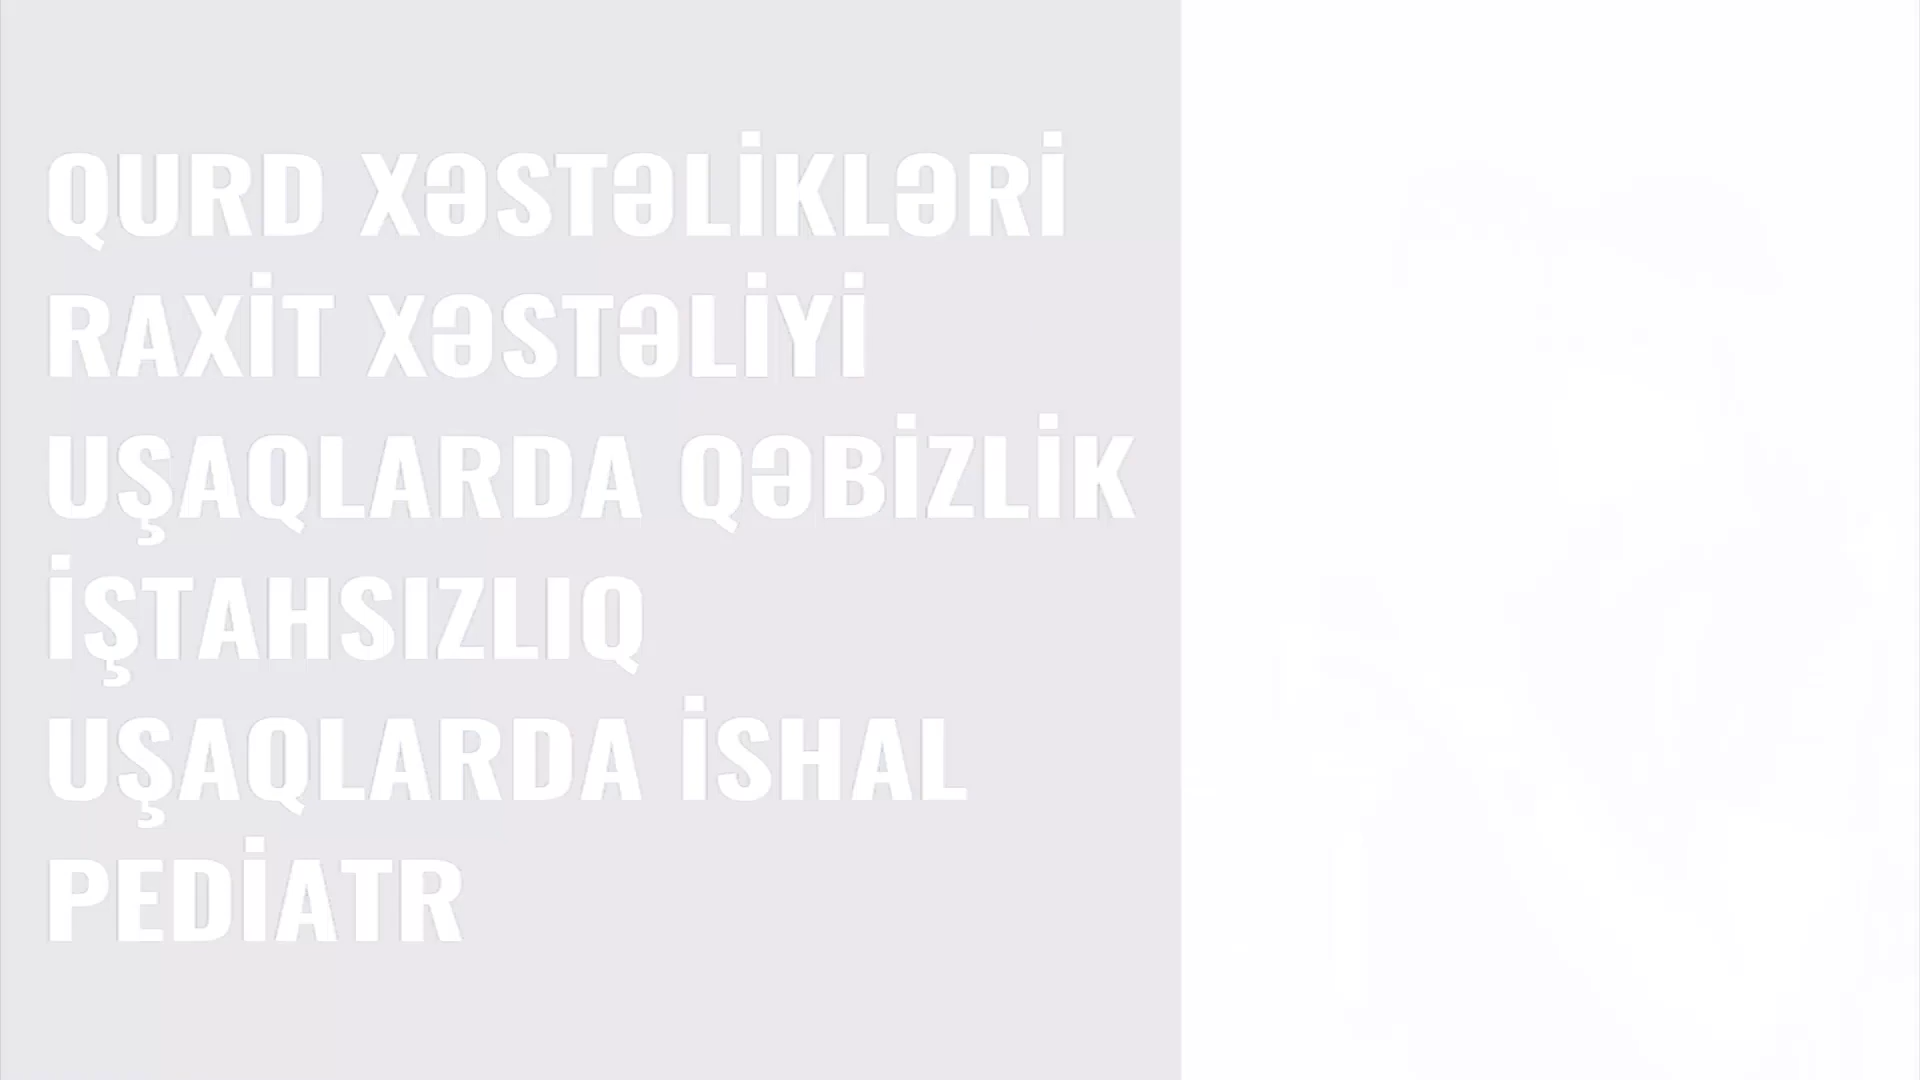 QURD XƏSTƏLİKLƏRİ
RAXİT XƏSTƏLİYİ
UŞAQLARDA QƏBİZLİK
İŞTAHSIZLIQ
UŞAQLARDA İSHAL
PEDİATR